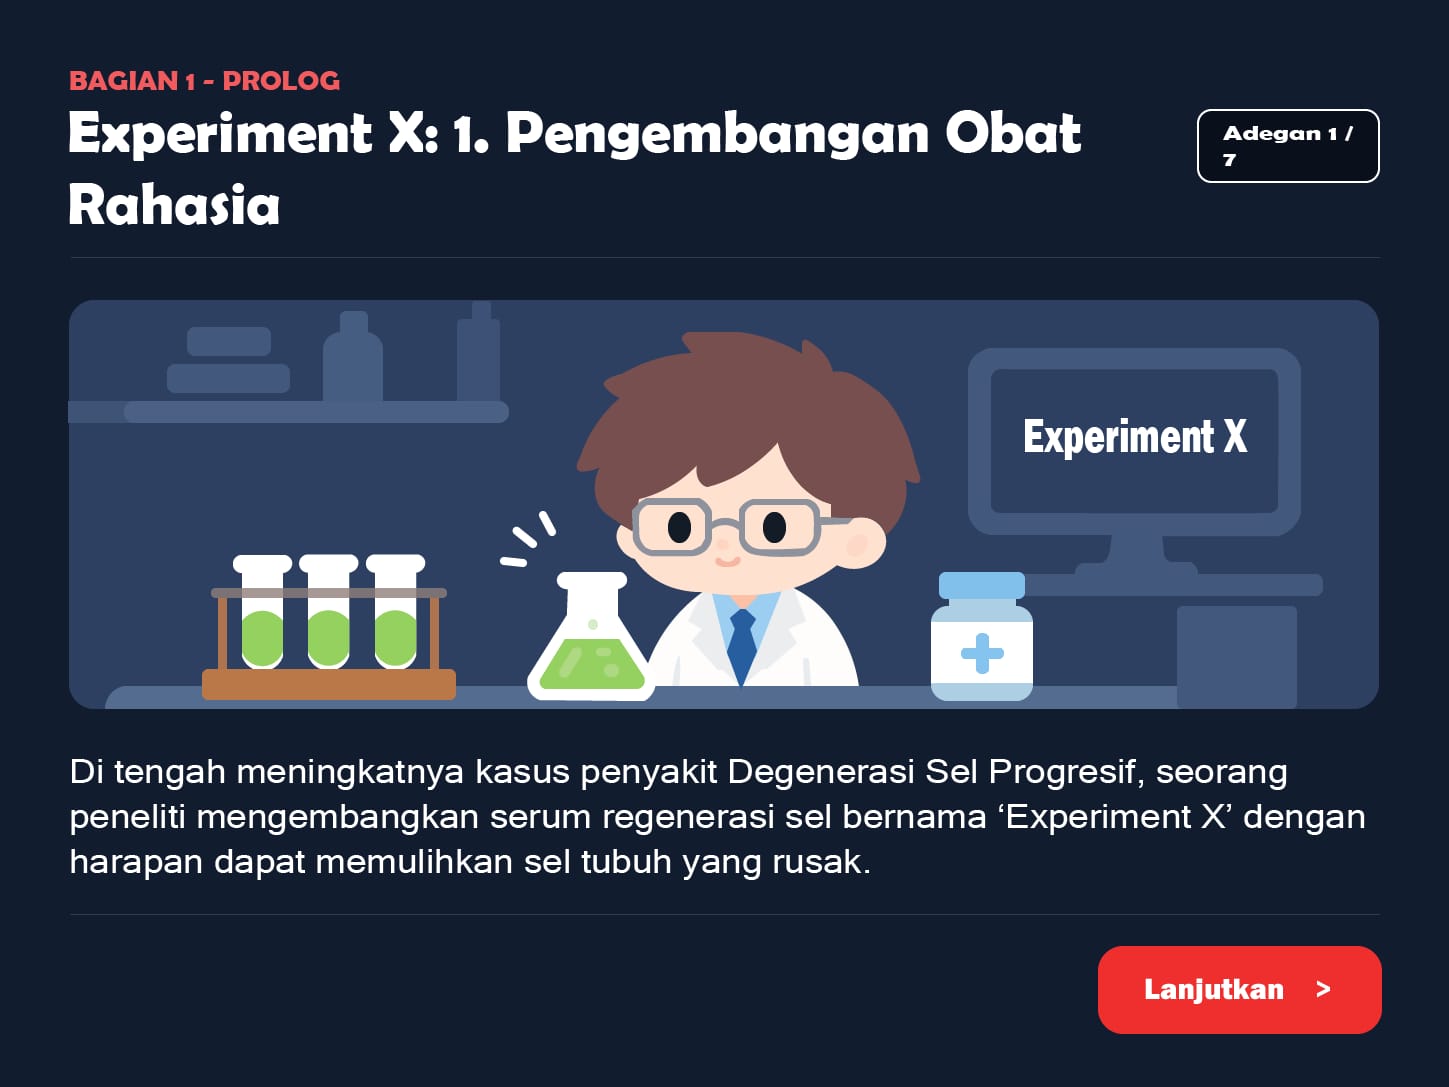 BAGIAN 1 - PROLOG
Experiment X: 1. Pengembangan Obat
Rahasia
Adegan 1 /
7
Experiment X
Di tengah meningkatnya kasus penyakit Degenerasi Sel Progresif, seorang
peneliti mengembangkan serum regenerasi sel bernama ‘Experiment X’ dengan
harapan dapat memulihkan sel tubuh yang rusak.
Lanjutkan >